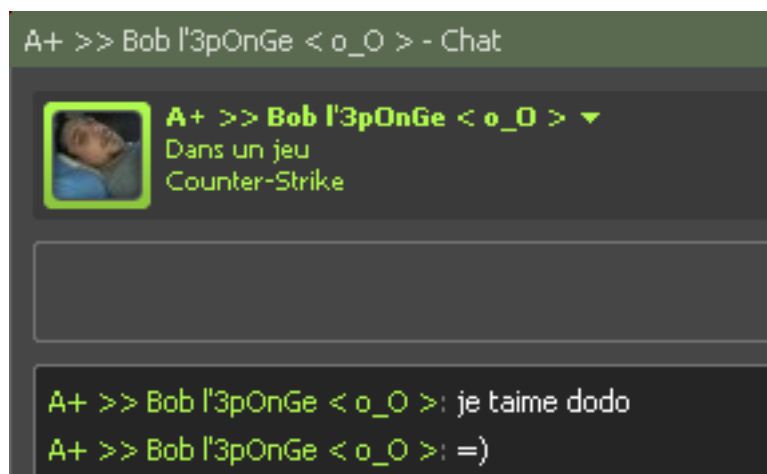 A+ >> Bob l'3pOnGe < o_O > - Chat
A+ >> Bob l'3pOnGe < o_O >
Dans un jeu
Counter-Strike
A+ >> Bob l'3pOnGe < o_O >: je taime dodo
A+ >> Bob l'3pOnGe < o_O >: =)